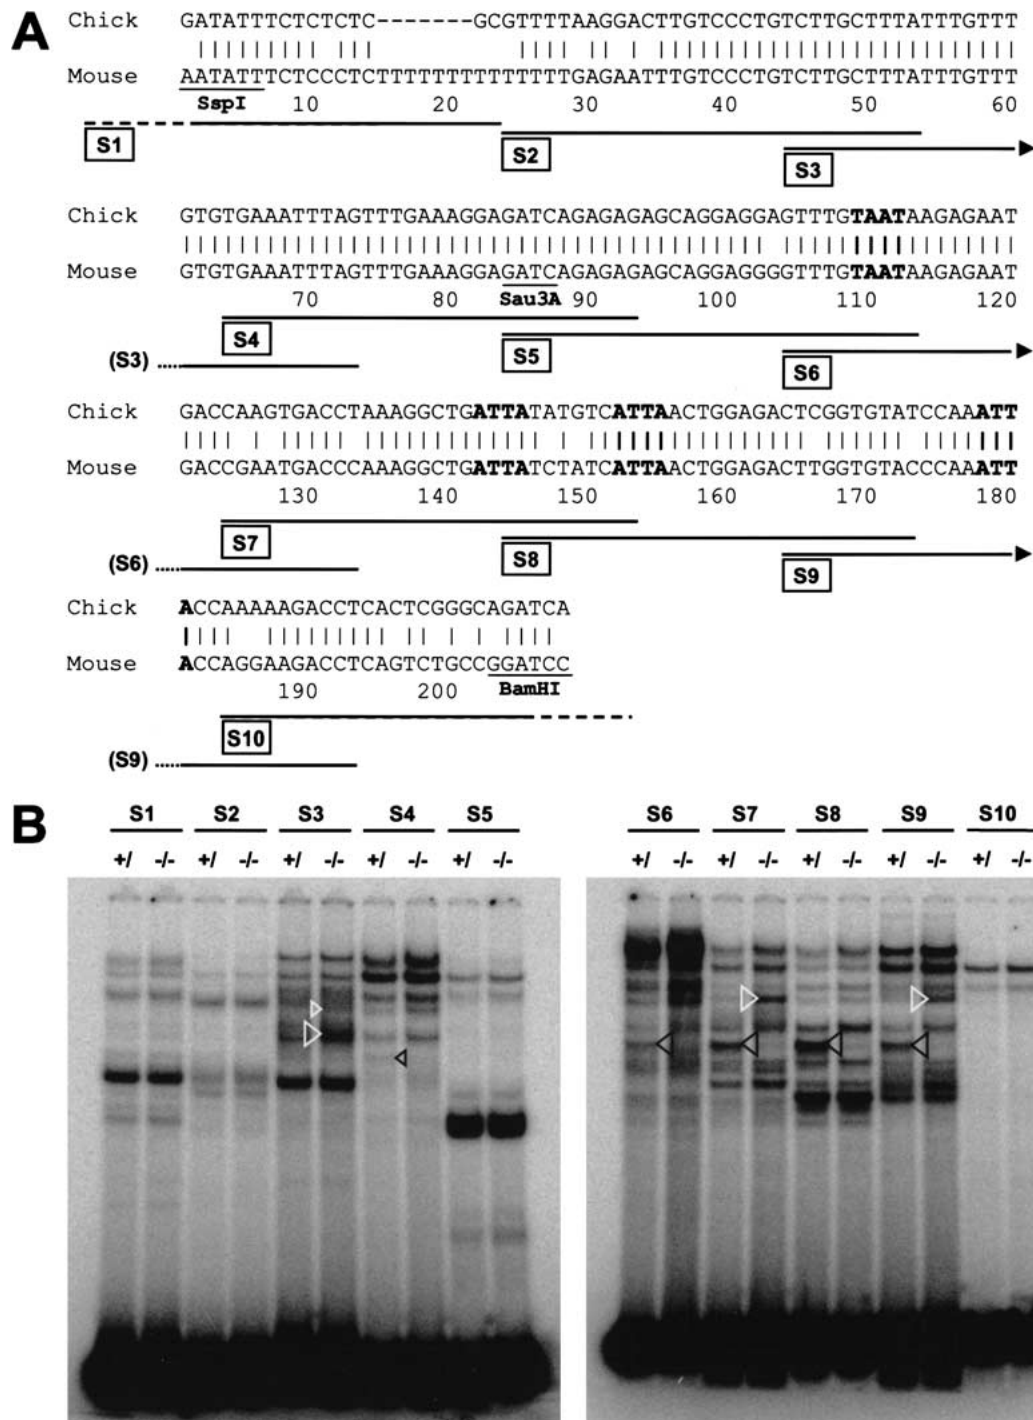 A
Chick GATATTTCTCTCTC-------GCGTTTTAAGGACTTGTCCCTGTCTTGCTTTATTTGTTT
Mouse AATATTTCTCCCTCTTTTTTTTTTTTTTGAGAATTTGTCCCTGTCTTGCTTTATTTGTTT
SspI 10 20 30 40 50 60
S1 S2 S3
Chick GTGTGAAATTTAGTTTGAAAGGAGATCAGAGAGAGCAGGAGGAGTTTGTAATAAGAGAAT
Mouse GTGTGAAATTTAGTTTGAAAGGAGATCAGAGAGAGCAGGAGGGGTTTGTAATAAGAGAAT
70 80 Sau3A 90 100 110 120
(S3) S4 S5 S6
Chick GACCAAGTGACCTAAAGGCTGATTATATGTCATTAACTGGAGACTCGGTGTATCCAAATT
Mouse GACCGAATGACCCAAAGGCTGATTATCTATCATTAACTGGAGACTTGGTGTACCCAAATT
130 140 150 160 170 180
(S6) S7 S8 S9
Chick ACCAAAAAGACCTCACTCGGGCAGATCA
Mouse ACCAGGAAGACCTCAGTCTGCCGGATCC
190 200 BamHI
(S9) S10
B
S1 S2 S3 S4 S5 S6 S7 S8 S9 S10
+/ -/- +/ -/- +/ -/- +/ -/- +/ -/- +/ -/- +/ -/- +/ -/- +/ -/- +/ -/-